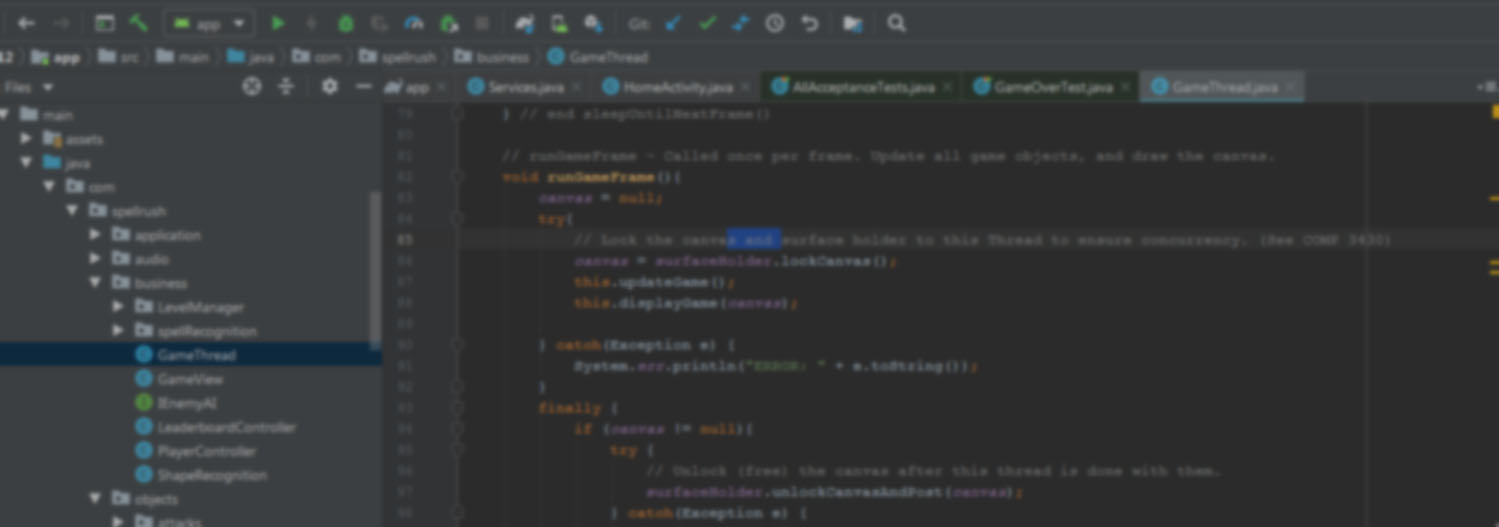 app Git:
12 app src main java com spellrush business GameThread
Files app Services.java HomeActivity.java AllAcceptanceTests.java GameOverTest.java GameThread.java
main
assets
java
com
spellrush
application
audio
business
LevelManager
spellRecognition
GameThread
GameView
IEnemyAI
LeaderboardController
PlayerController
ShapeRecognition
objects
attacks
79 } // end sleepUntilNextFrame()
80
81 // runGameFrame - Called once per frame. Update all game objects, and draw the canvas.
82 void runGameFrame(){
83 canvas = null;
84 try{
85 // Lock the canvas and surface holder to this Thread to ensure concurrency. (See COMP 3430)
86 canvas = surfaceHolder.lockCanvas();
87 this.updateGame();
88 this.displayGame(canvas);
89
90 } catch(Exception e) {
91 System.err.println("ERROR: " + e.toString());
92 }
93 finally {
94 if (canvas != null){
95 try {
96 // Unlock (free) the canvas after this thread is done with them.
97 surfaceHolder.unlockCanvasAndPost(canvas);
98 } catch(Exception e) {